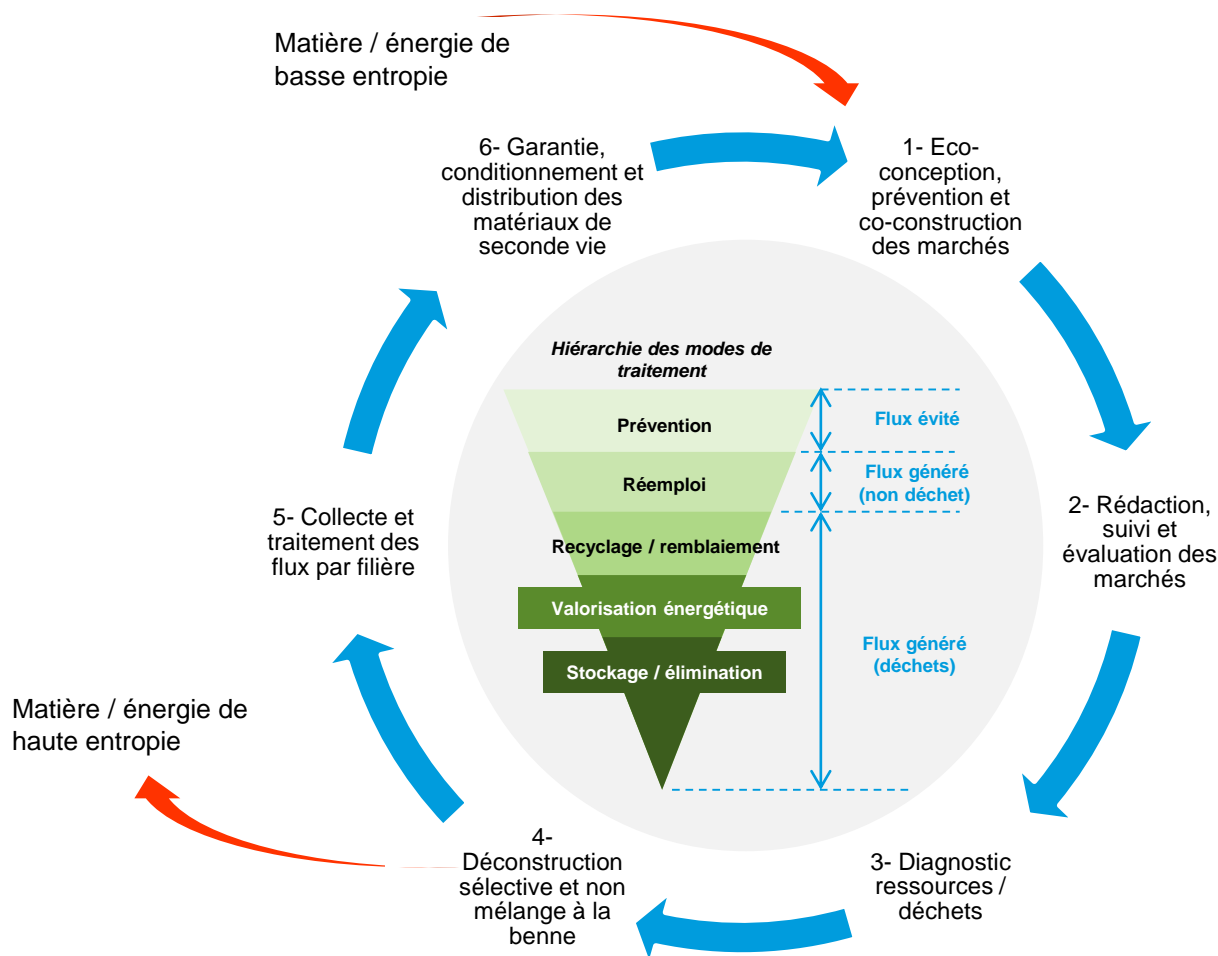 Matière / énergie de
basse entropie
6- Garantie,
conditionnement et
distribution des
matériaux de
seconde vie
1- Eco-
conception,
prévention et
co-construction
des marchés
Hiérarchie des modes de
traitement
Prévention
Flux évité
Réemploi
Flux généré
(non déchet)
5- Collecte et
traitement des
flux par filière
2- Rédaction,
suivi et
évaluation des
marchés
Recyclage / remblaiement
Valorisation énergétique
Stockage / élimination
Flux généré
(déchets)
Matière / énergie de
haute entropie
4-
Déconstruction
sélective et non
mélange à la
benne
3- Diagnostic
ressources /
déchets